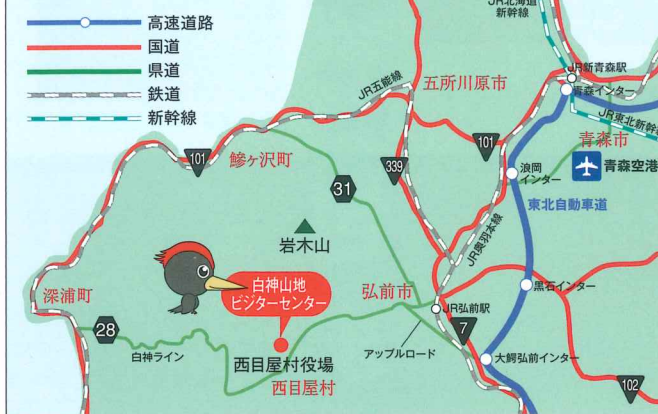 高速道路
国道
県道
鉄道
新幹線
JR北海道
新幹線
JR新青森駅
青森インター
JR東北新幹線
青森市
青森空港
JR五能線
五所川原市
101
鰺ヶ沢町
339
101
浪岡
インター
31
東北自動車道
岩木山
JR奥羽本線
深浦町
白神山地
ビジターセンター
弘前市
黒石インター
JR弘前駅
28
白神ライン
7
アップルロード
西目屋村役場
西目屋村
大鰐弘前インター
102